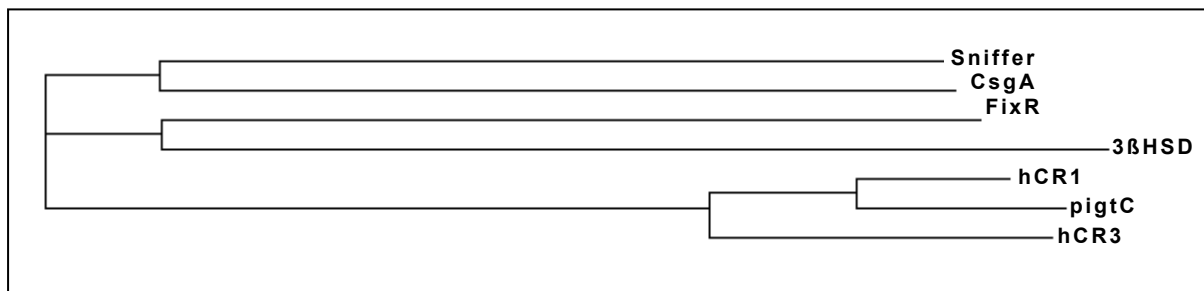 Sniffer
CsgA
FixR
3ßHSD
hCR1
pigtC
hCR3